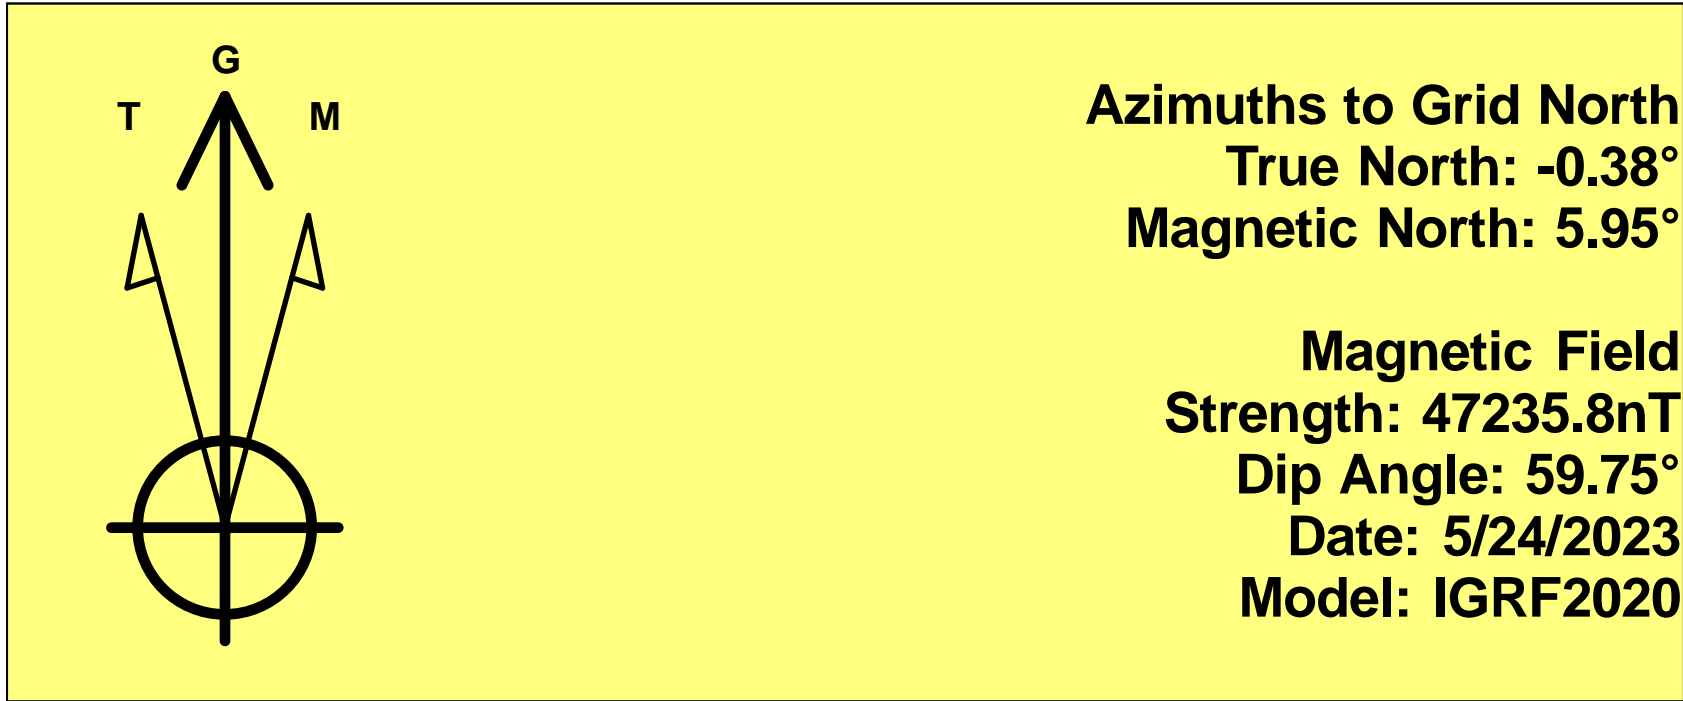 G
T M
Azimuths to Grid North
True North: -0.38°
Magnetic North: 5.95°
Magnetic Field
Strength: 47235.8nT
Dip Angle: 59.75°
Date: 5/24/2023
Model: IGRF2020